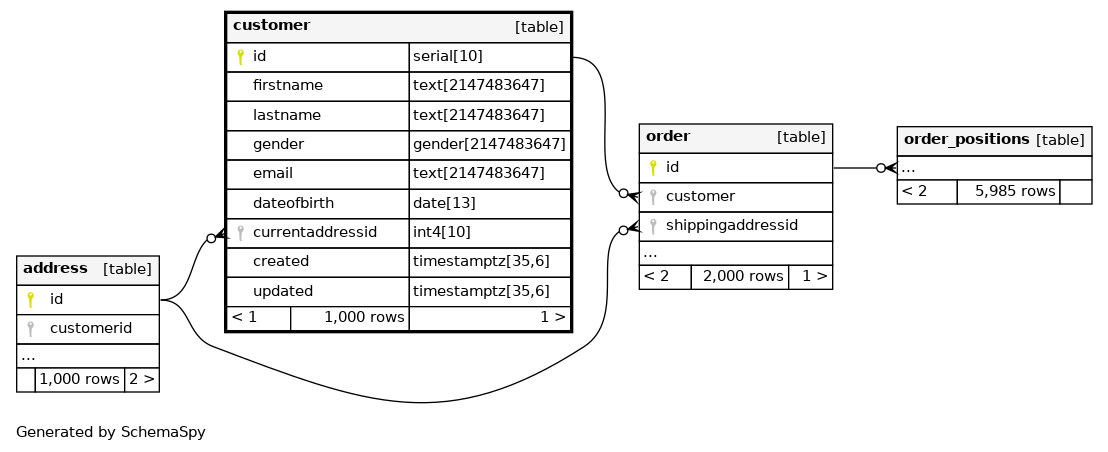 customer [table]
id serial[10]
firstname text[2147483647]
lastname text[2147483647]
gender gender[2147483647]
email text[2147483647]
dateofbirth date[13]
currentaddressid int4[10]
created timestamptz[35,6]
updated timestamptz[35,6]
< 1 1,000 rows 1 >
order [table]
id
customer
shippingaddressid
...
< 2 2,000 rows 1 >
order_positions [table]
...
< 2 5,985 rows
address [table]
id
customerid
...
1,000 rows 2 >
Generated by SchemaSpy